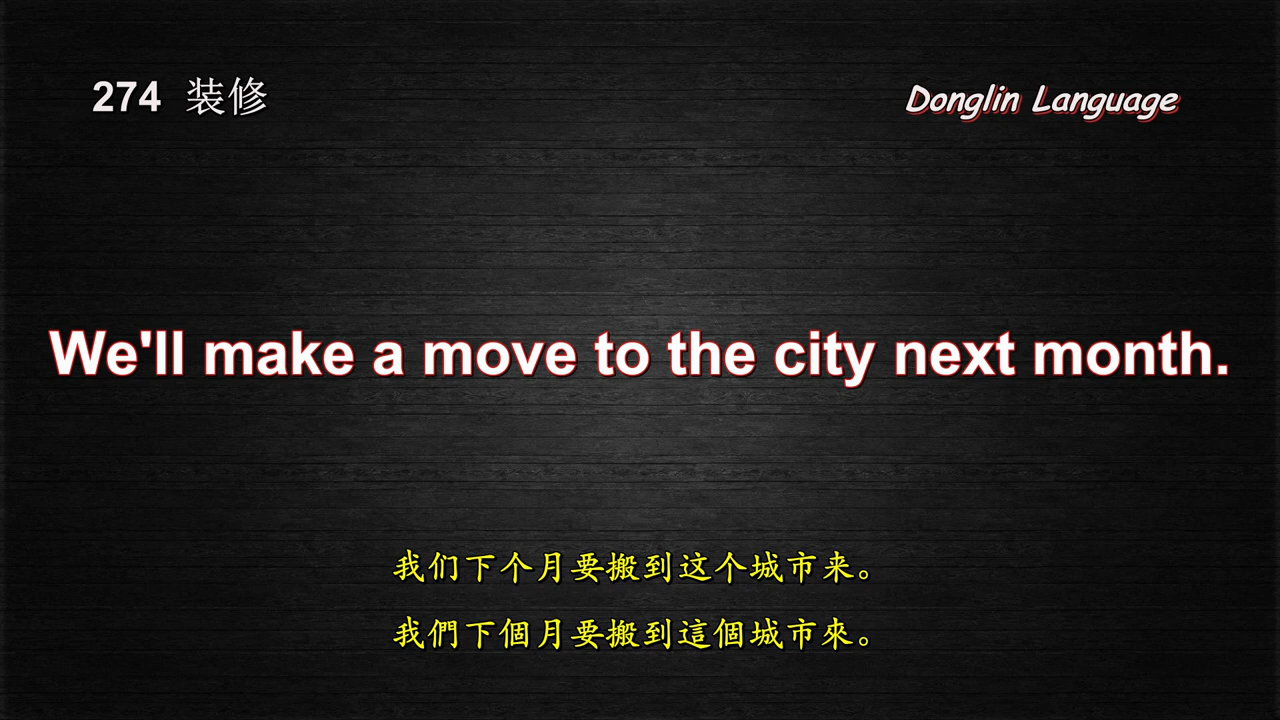 274 装修
Donglin Language
We'll make a move to the city next month.
我们下个月要搬到这个城市来。
我們下個月要搬到這個城市來。